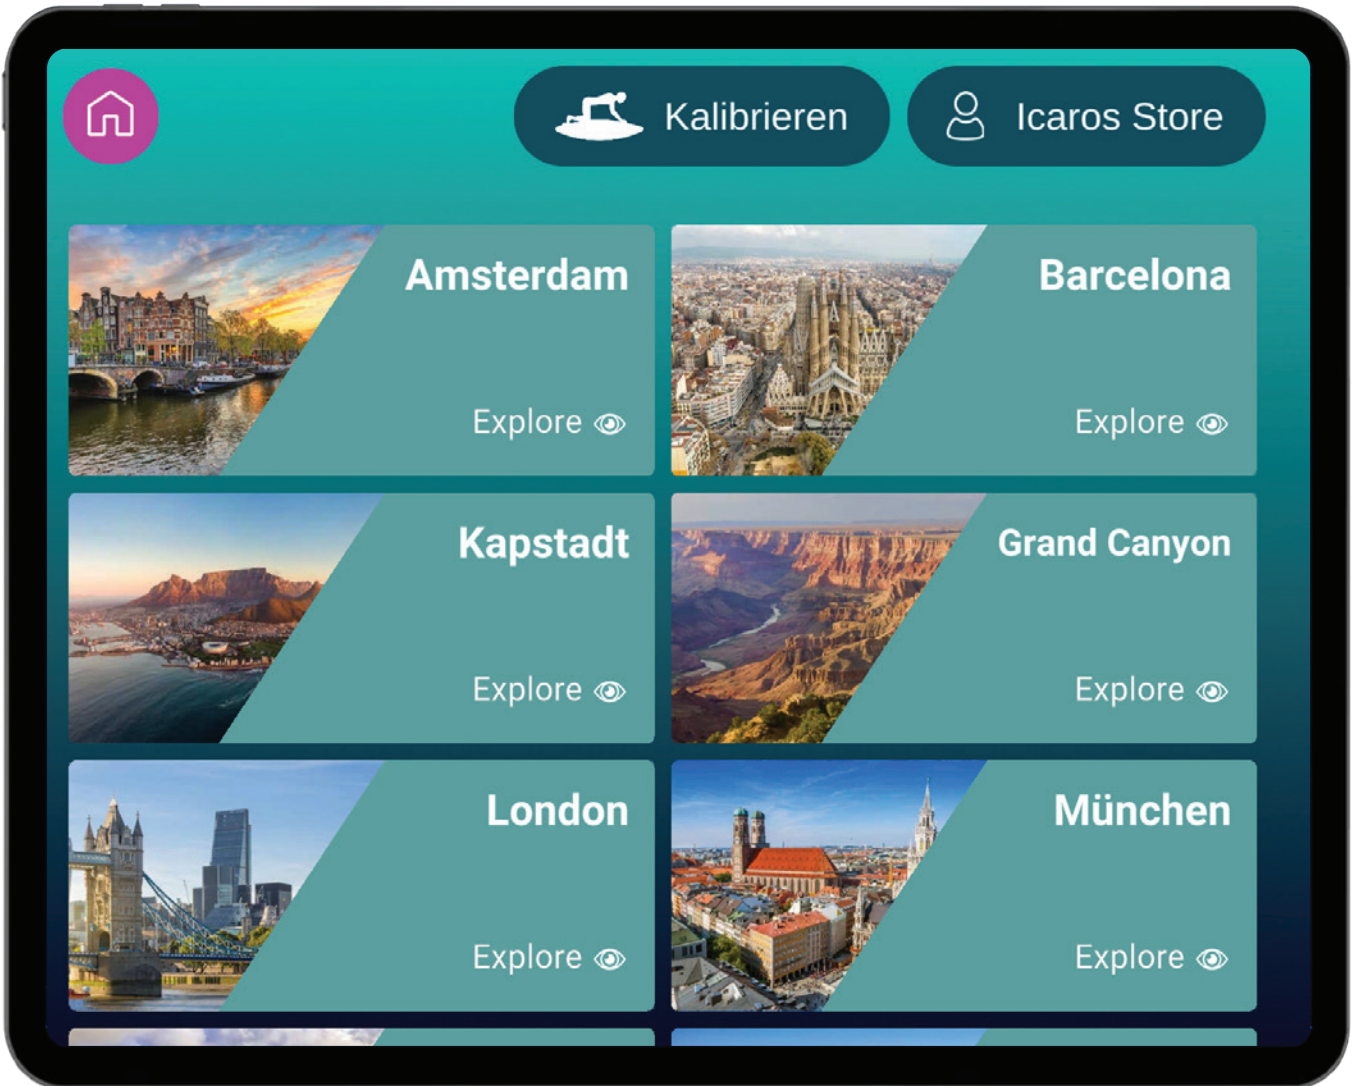 Kalibrieren
Icaros Store
Amsterdam
Explore
Barcelona
Explore
Kapstadt
Explore
Grand Canyon
Explore
London
Explore
München
Explore